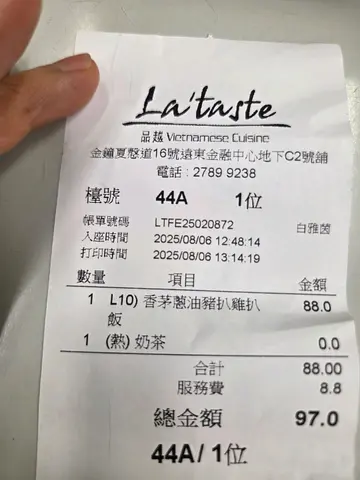 La'taste
品越 Vietnamese Cuisine
金鐘夏慤道16號遠東金融中心地下C2號舖
電話 : 2789 9238
檯號 44A 1位
帳單號碼 LTFE25020872 白雅茵
入座時間 2025/08/06 12:48:14
打印時間 2025/08/06 13:14:19
數量 項目 金額
1 L10) 香茅蔥油豬扒雞扒 88.0
飯
1 (熱) 奶茶 0.0
合計 88.00
服務費 8.8
總金額 97.0
44A/ 1位